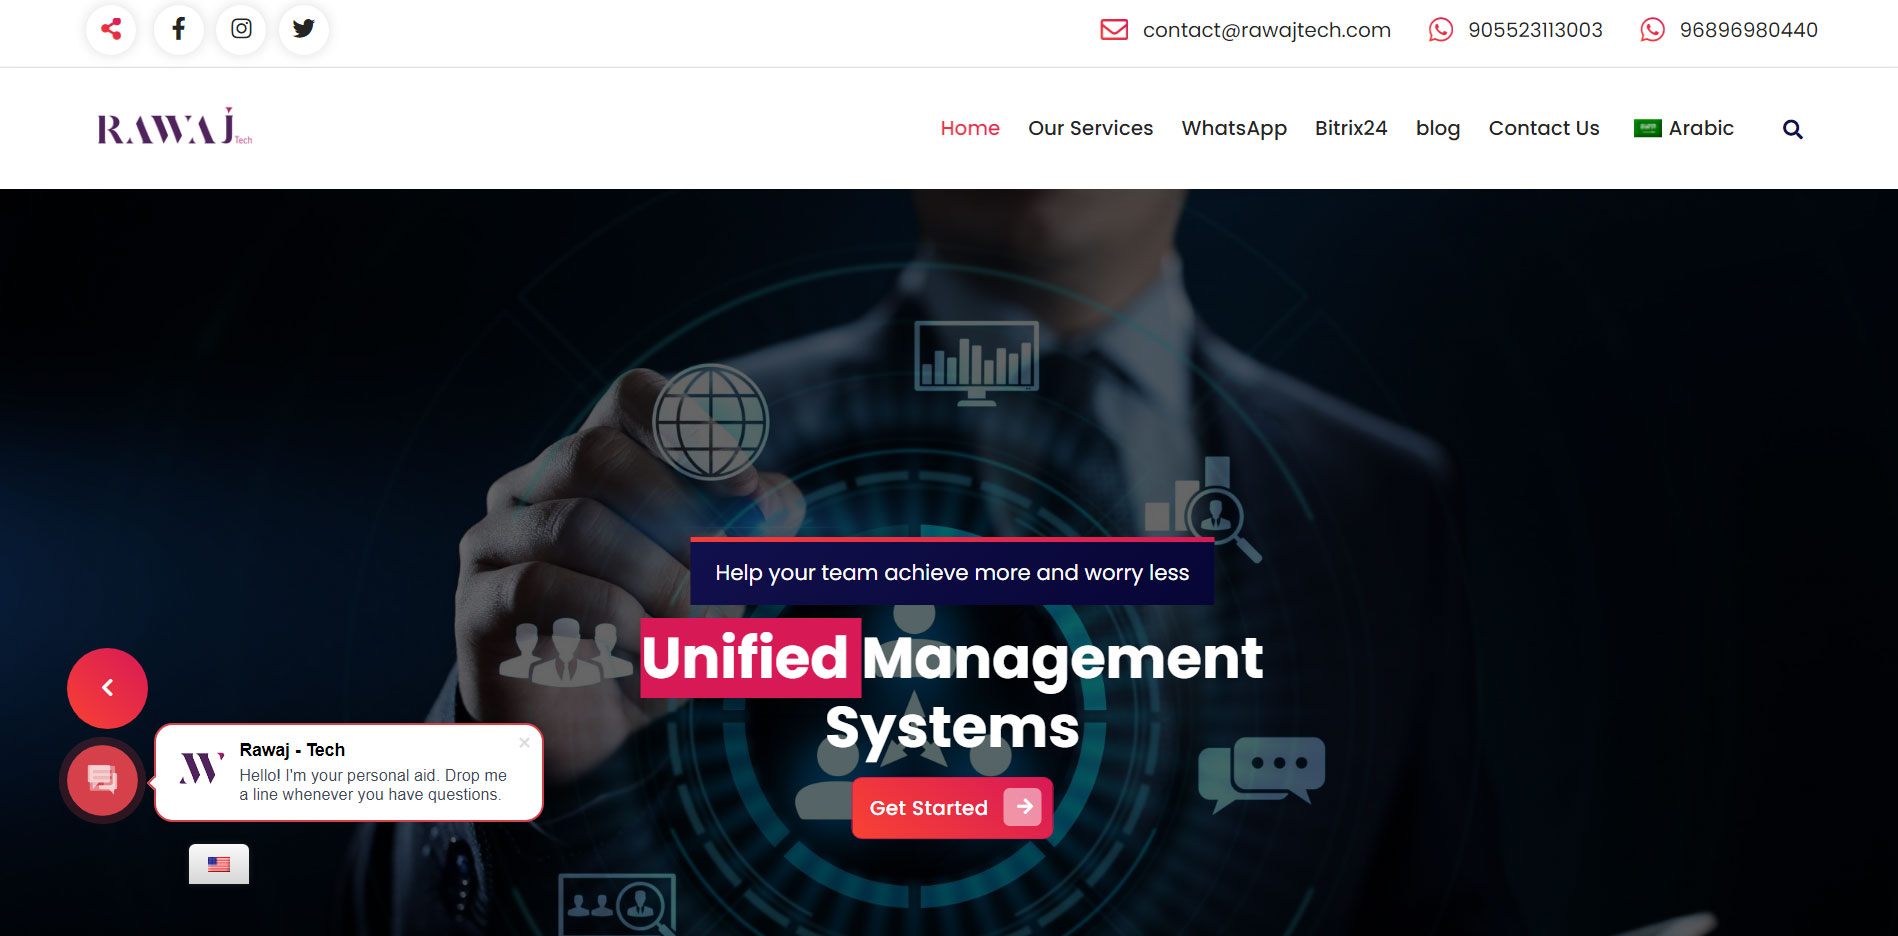 contact@rawajtech.com
905523113003
96896980440
RAWAJ Tech
Home
Our Services
WhatsApp
Bitrix24
blog
Contact Us
Arabic
Help your team achieve more and worry less
Unified Management
Systems
Get Started
Rawaj - Tech
Hello! I'm your personal aid. Drop me
a line whenever you have questions.